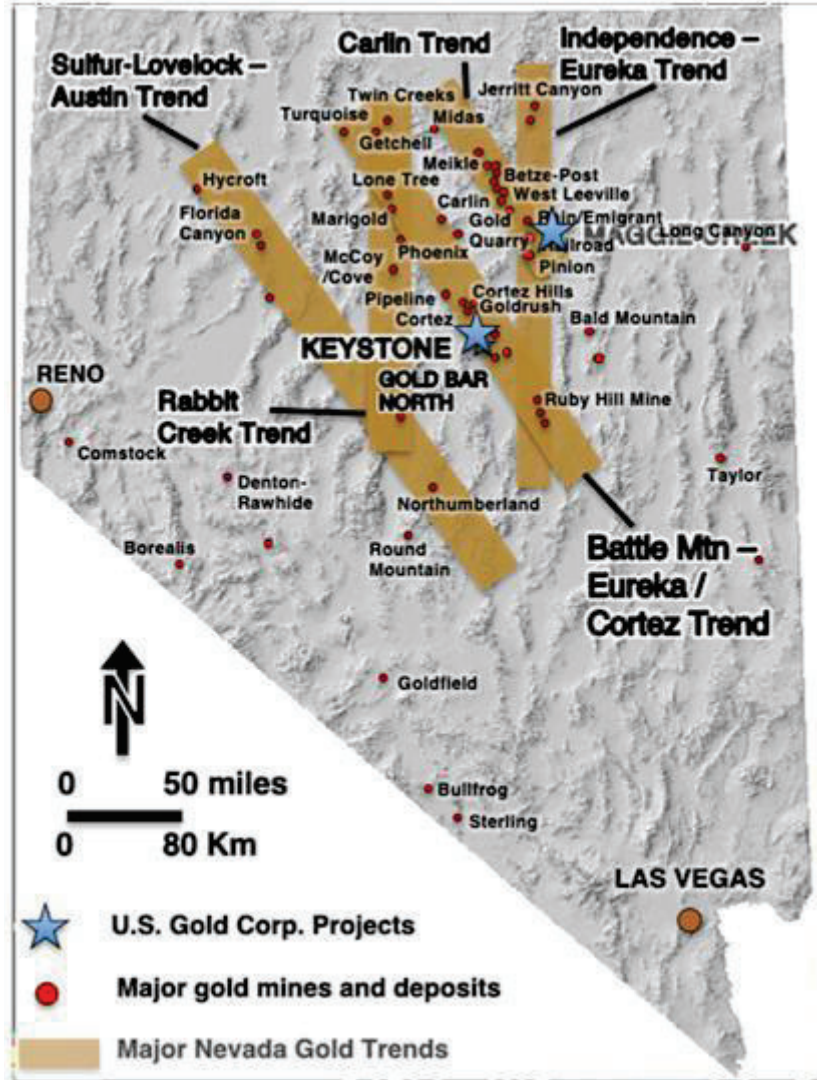 Carlin Trend
Independence –
Eureka Trend
Sulfur-Lovelock –
Austin Trend
Jerritt Canyon
Twin Creeks
Turquoise
Midas
Getchell
Meikle
Betze-Post
Hycroft
Lone Tree
West Leeville
Carlin
Florida
Canyon
Marigold
Gold
Quarry
Rain/Emigrant
MAGGIE CREEK
Long Canyon
Railroad
Phoenix
McCoy
/Cove
Pinion
Pipeline
Cortez Hills
Goldrush
Cortez
Bald Mountain
KEYSTONE
RENO
GOLD BAR
NORTH
Ruby Hill Mine
Rabbit
Creek Trend
Comstock
Denton-
Rawhide
Northumberland
Taylor
Borealis
Round
Mountain
Battle Mtn –
Eureka /
Cortez Trend
N
Goldfield
0 50 miles
0 80 Km
Bullfrog
Sterling
LAS VEGAS
U.S. Gold Corp. Projects
Major gold mines and deposits
Major Nevada Gold Trends